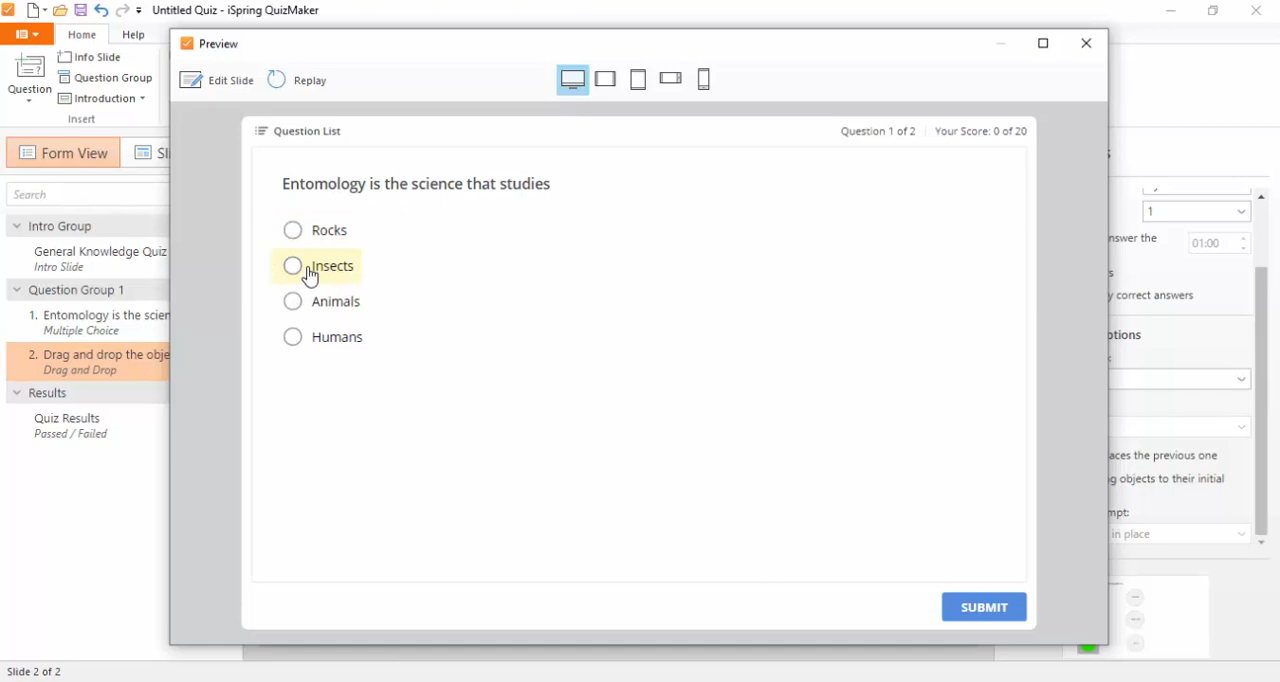 Untitled Quiz - iSpring QuizMaker
Home
Help
Question
Info Slide
Question Group
Introduction
Insert
Form View
Search
Intro Group
General Knowledge Quiz
Intro Slide
Question Group 1
1. Entomology is the scien
Multiple Choice
2. Drag and drop the obje
Drag and Drop
Results
Quiz Results
Passed / Failed
Slide 2 of 2
Preview
Edit Slide
Replay
Question List
Question 1 of 2
Your Score: 0 of 20
Entomology is the science that studies
Rocks
Insects
Animals
Humans
SUBMIT
1
nswer the
01:00
y correct answers
ptions
aces the previous one
g objects to their initial
mpt:
in place